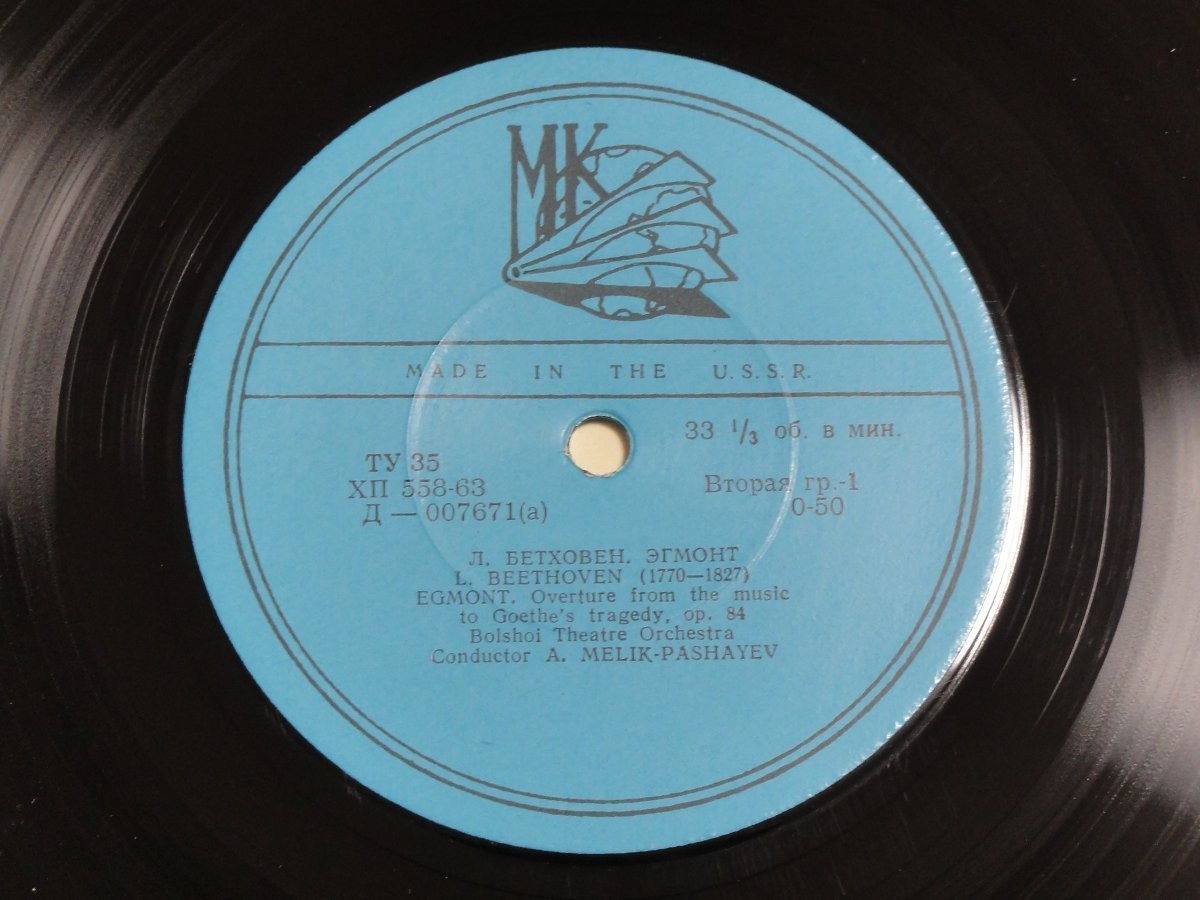 МК
MADE IN THE U.S.S.R.
33 1/3 об. в мин.
ТУ 35
ХП 558-63
Д — 007671(а)
Вторая гр.-1
0-50
Л. БЕТХОВЕН. ЭГМОНТ
L. BEETHOVEN (1770—1827)
EGMONT. Overture from the music
to Goethe's tragedy, op. 84
Bolshoi Theatre Orchestra
Conductor A. MELIK-PASHAYEV